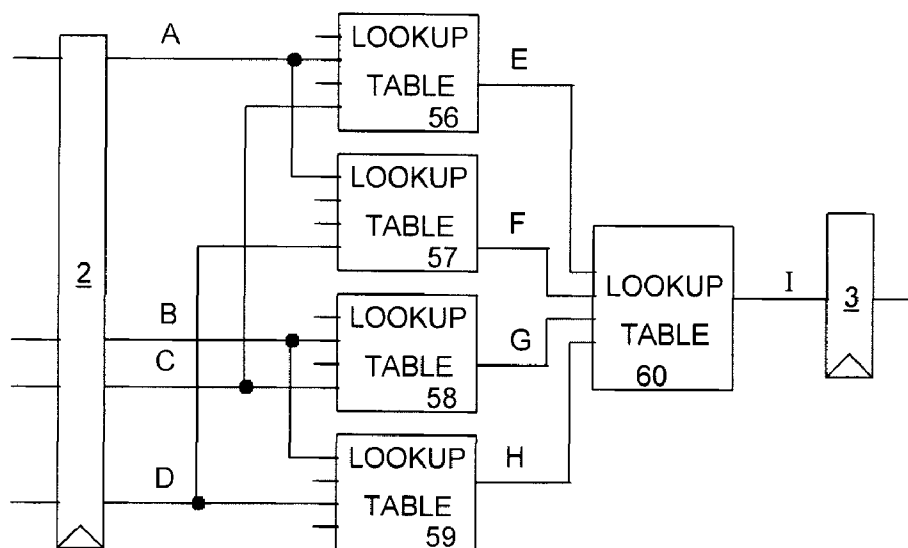 A
LOOKUP
TABLE
56
E
LOOKUP
TABLE
57
F
2
B
C
LOOKUP
TABLE
58
G
LOOKUP
TABLE
60
I
3
D
LOOKUP
TABLE
59
H